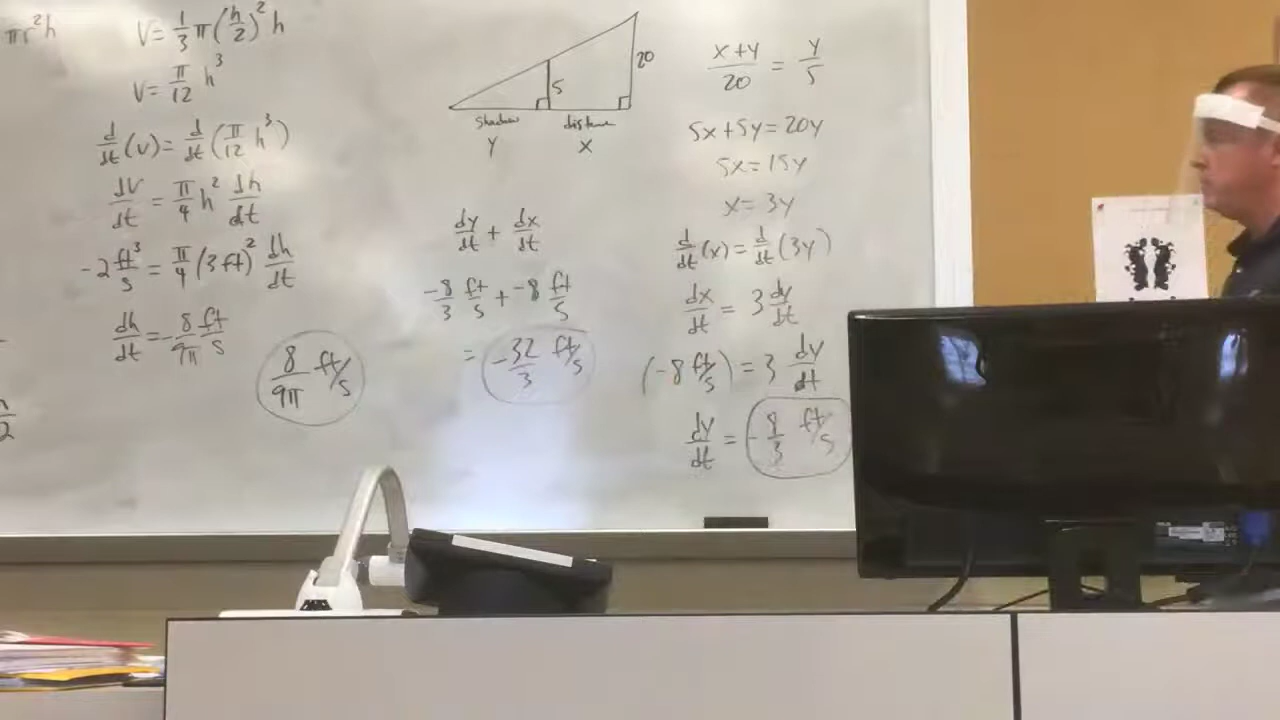 πr²h
V = 1/3 π(h/2)² h
V = π/12 h³
d/dt (v) = d/dt (π/12 h³)
dV/dt = π/4 h² dh/dt
-2 ft³/s = π/4 (3 ft)² dh/dt
dh/dt = -8/9π ft/s
8/9π ft/s
2
5
20
shadow
distance
Y
X
dy/dt + dx/dt
-8/3 ft/s + -8 ft/s
= -32/3 ft/s
x+y/20 = y/5
5x+5y=20y
5x=15y
x=3y
d/dt (x) = d/dt (3y)
dx/dt = 3 dy/dt
(-8 ft/s) = 3 dy/dt
dy/dt = -8/3 ft/s